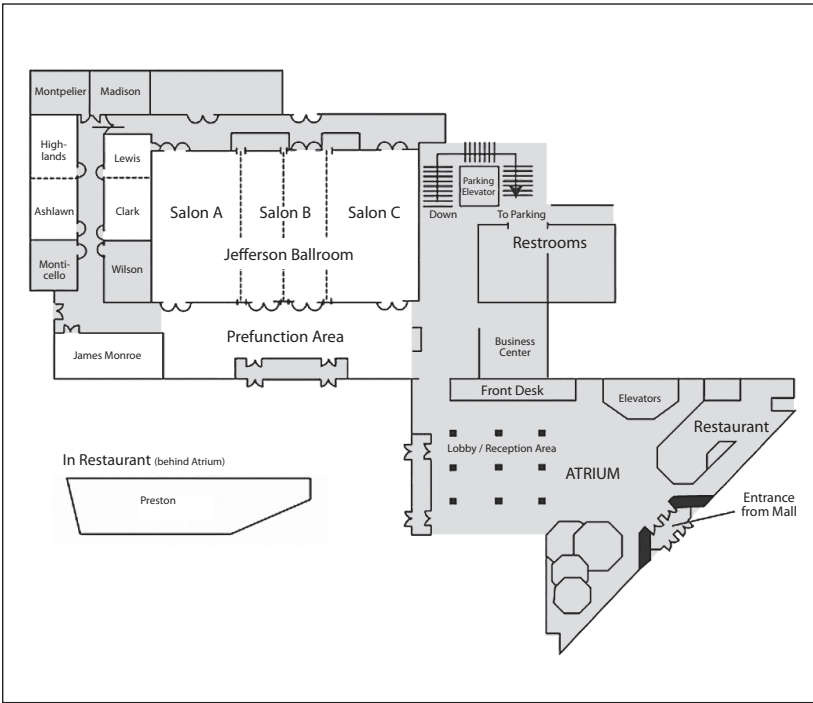 Montpelier
Madison
High-
lands
Lewis
Ashlawn
Clark
Monti-
cello
Wilson
Salon A
Salon B
Salon C
Jefferson Ballroom
Parking
Elevator
Down
To Parking
Restrooms
Prefunction Area
James Monroe
Business
Center
Front Desk
Elevators
Restaurant
Lobby / Reception Area
ATRIUM
In Restaurant (behind Atrium)
Preston
Entrance
from Mall